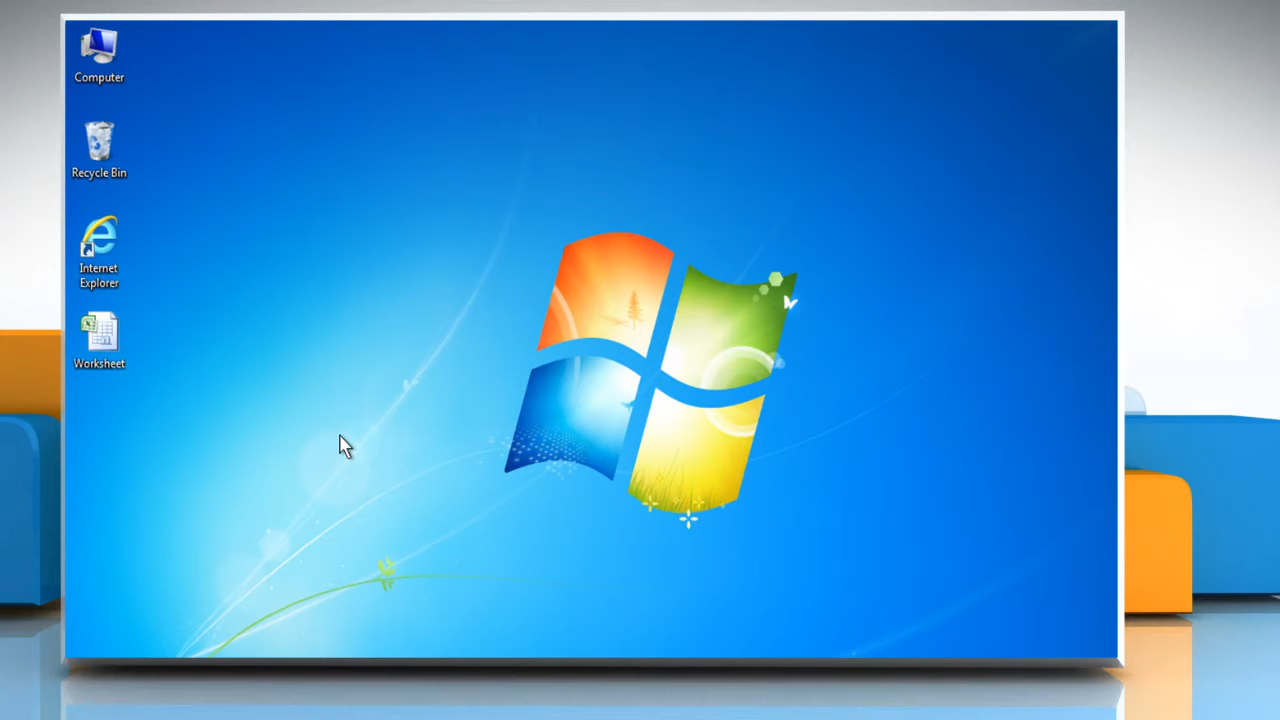 Computer
Recycle Bin
Internet
Explorer
Worksheet